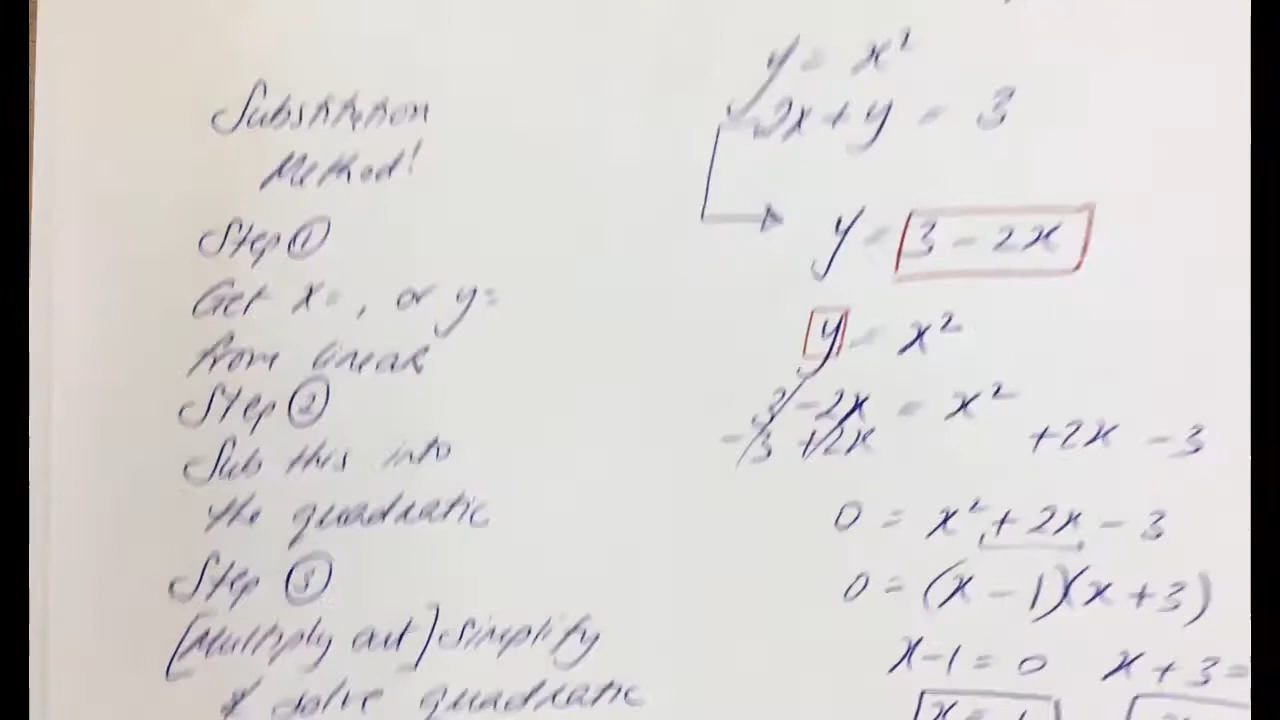 Substitution
Method!
Step ①
Get x= , or y=
from linear
Step ②
Sub this into
the quadratic
Step ③
[Multiply out] simplify
& solve quadratic
y = x²
2x + y = 3
y = 3 - 2x
y = x²
3 - 2x = x²
-3 + 2x +2x - 3
0 = x² + 2x - 3
0 = (x - 1)(x + 3)
x - 1 = 0 x + 3 =
x = 1